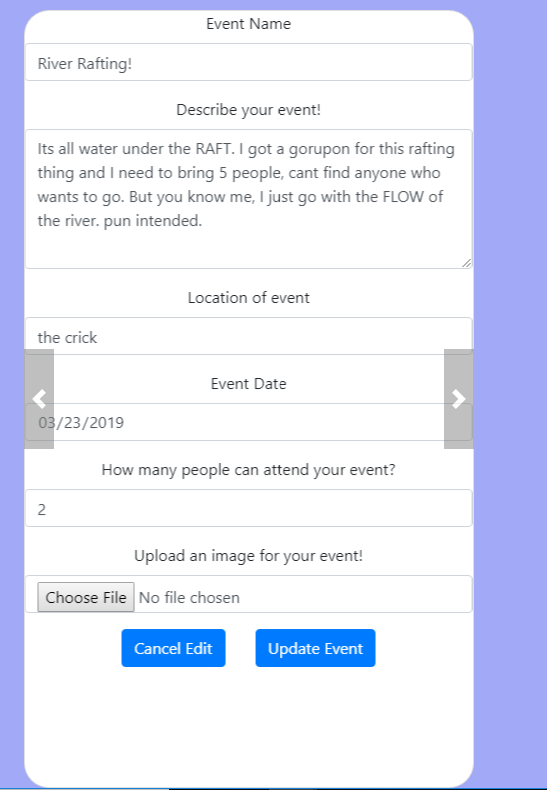 Event Name
River Rafting!
Describe your event!
Its all water under the RAFT. I got a gorupon for this rafting
thing and I need to bring 5 people, cant find anyone who
wants to go. But you know me, I just go with the FLOW of
the river. pun intended.
Location of event
the crick
Event Date
03/23/2019
How many people can attend your event?
2
Upload an image for your event!
Choose File No file chosen
Cancel Edit Update Event